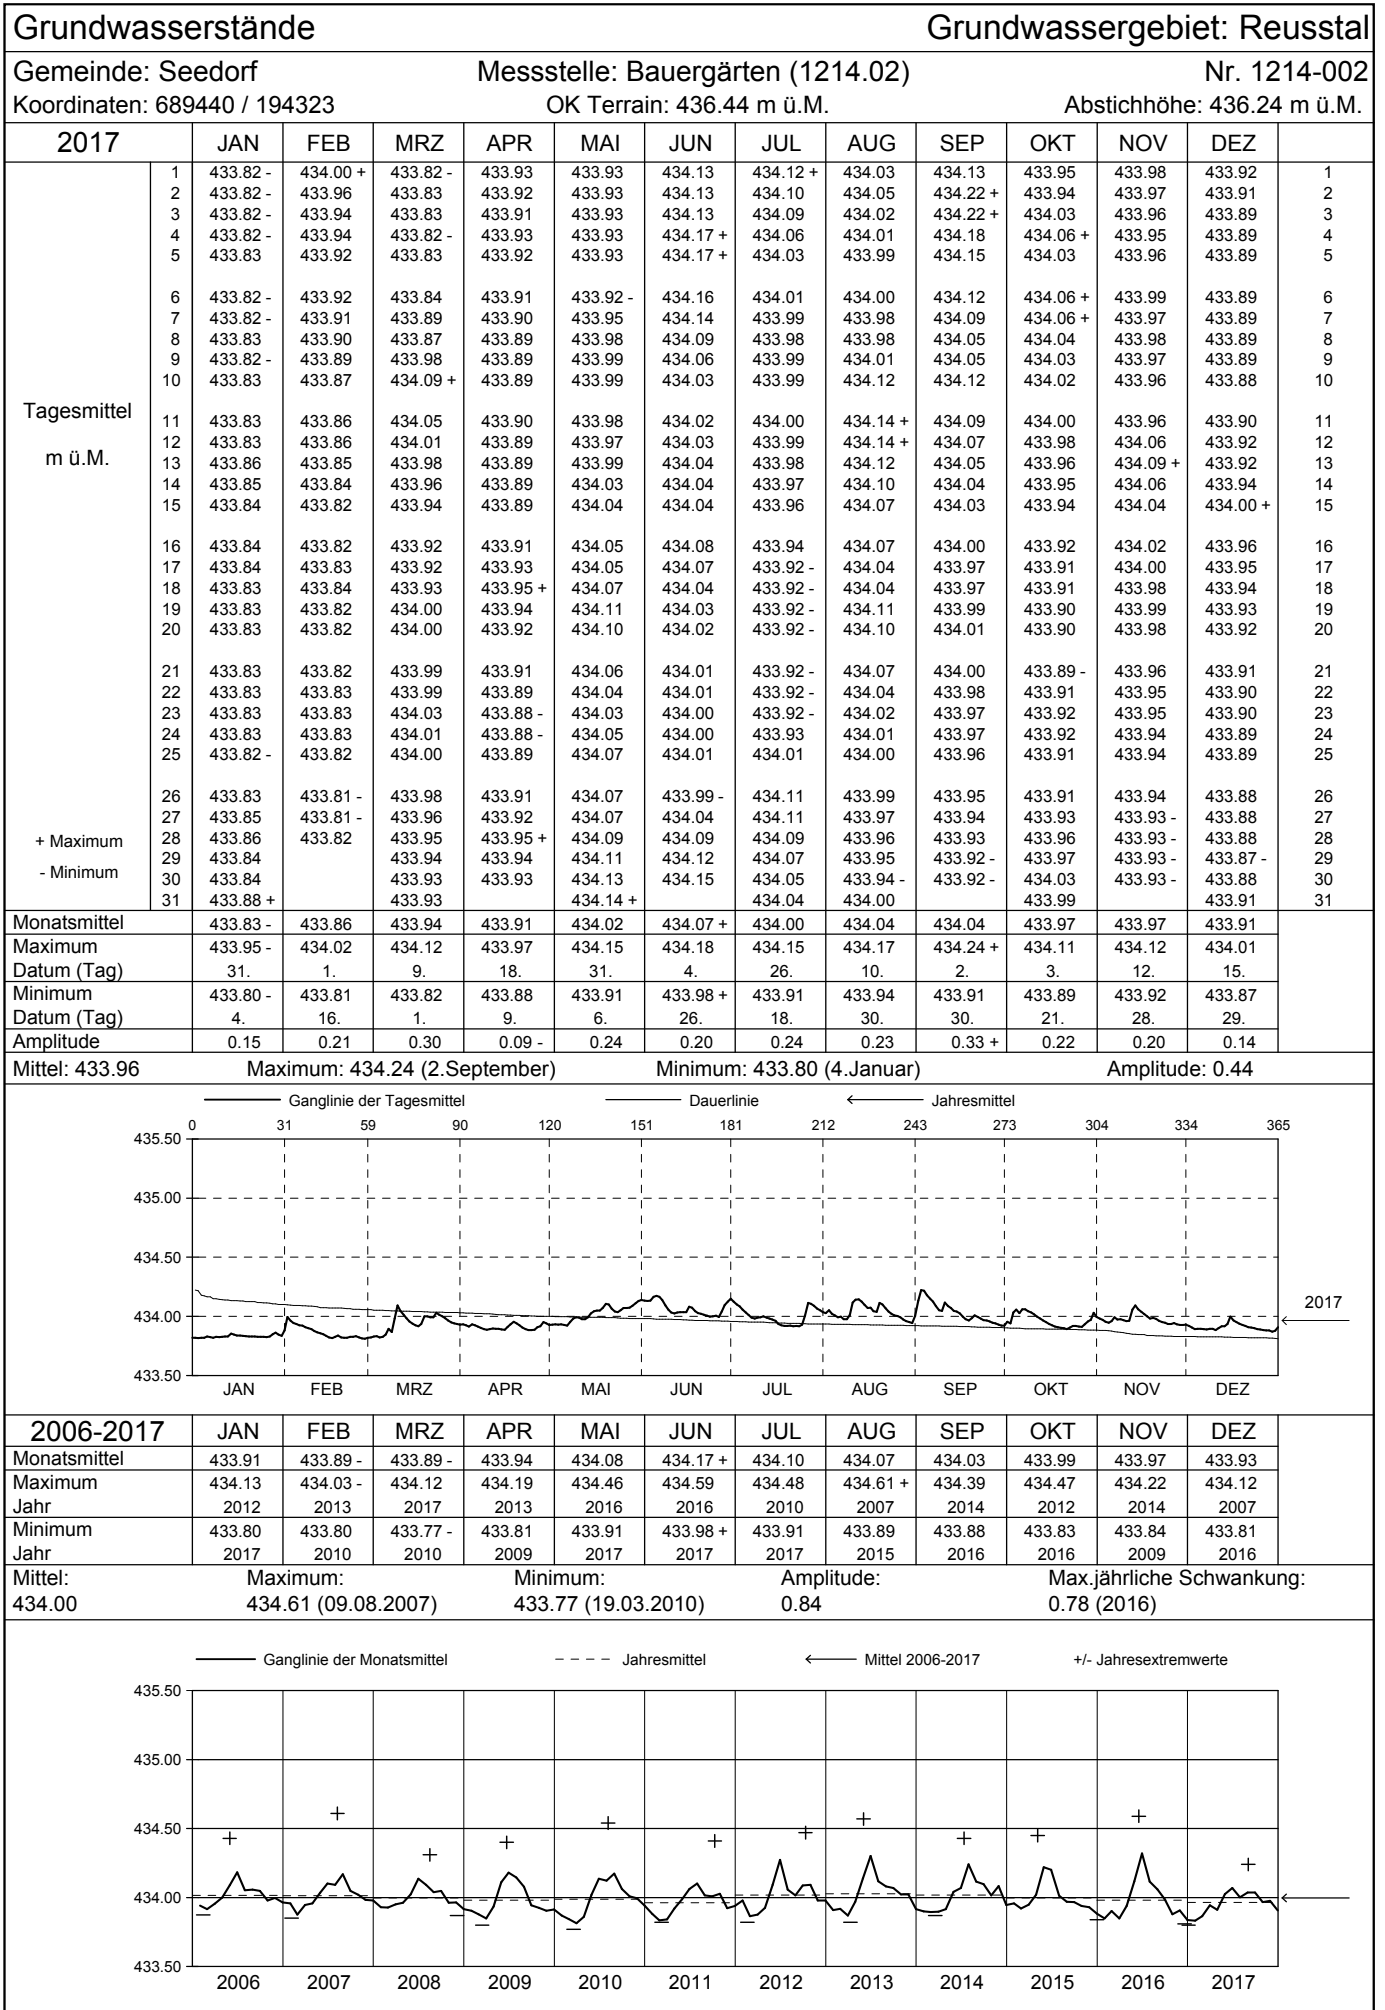 Grundwasserstände Grundwassergebiet: Reusstal
Gemeinde: Seedorf Messstelle: Bauergärten (1214.02) Nr. 1214-002
Koordinaten: 689440 / 194323 OK Terrain: 436.44 m ü.M. Abstichhöhe: 436.24 m ü.M.
2017 JAN FEB MRZ APR MAI JUN JUL AUG SEP OKT NOV DEZ
1 433.82 - 434.00 + 433.82 - 433.93 433.93 434.13 434.12 + 434.03 434.13 433.95 433.98 433.92 1
2 433.82 - 433.96 433.83 433.92 433.93 434.13 434.10 434.05 434.22 + 433.94 433.97 433.91 2
3 433.82 - 433.94 433.83 433.91 433.93 434.13 434.09 434.02 434.22 + 434.03 433.96 433.89 3
4 433.82 - 433.94 433.82 - 433.93 433.93 434.17 + 434.06 434.01 434.18 434.06 + 433.95 433.89 4
5 433.83 433.92 433.83 433.92 433.93 434.17 + 434.03 433.99 434.15 434.03 433.96 433.89 5
6 433.82 - 433.92 433.84 433.91 433.92 - 434.16 434.01 434.00 434.12 434.06 + 433.99 433.89 6
7 433.82 - 433.91 433.89 433.90 433.95 434.14 433.99 433.98 434.09 434.06 + 433.97 433.89 7
8 433.83 433.90 433.87 433.89 433.98 434.09 433.98 433.98 434.05 434.04 433.98 433.89 8
9 433.82 - 433.89 433.98 433.89 433.99 434.06 433.99 434.01 434.05 434.03 433.97 433.89 9
10 433.83 433.87 434.09 + 433.89 433.99 434.03 433.99 434.12 434.12 434.02 433.96 433.88 10
Tagesmittel
11 433.83 433.86 434.05 433.90 433.98 434.02 434.00 434.14 + 434.09 434.00 433.96 433.90 11
12 433.83 433.86 434.01 433.89 433.97 434.03 433.99 434.14 + 434.07 433.98 434.06 433.92 12
m ü.M. 13 433.86 433.85 433.98 433.89 433.99 434.04 433.98 434.12 434.05 433.96 434.09 + 433.92 13
14 433.85 433.84 433.96 433.89 434.03 434.04 433.97 434.10 434.04 433.95 434.06 433.94 14
15 433.84 433.82 433.94 433.89 434.04 434.04 433.96 434.07 434.03 433.94 434.04 434.00 + 15
16 433.84 433.82 433.92 433.91 434.05 434.08 433.94 434.07 434.00 433.92 434.02 433.96 16
17 433.84 433.83 433.92 433.93 434.05 434.07 433.92 - 434.04 433.97 433.91 434.00 433.95 17
18 433.83 433.84 433.93 433.95 + 434.07 434.04 433.92 - 434.04 433.97 433.91 433.98 433.94 18
19 433.83 433.82 434.00 433.94 434.11 434.03 433.92 - 434.11 433.99 433.90 433.99 433.93 19
20 433.83 433.82 434.00 433.92 434.10 434.02 433.92 - 434.10 434.01 433.90 433.98 433.92 20
21 433.83 433.82 433.99 433.91 434.06 434.01 433.92 - 434.07 434.00 433.89 - 433.96 433.91 21
22 433.83 433.83 433.99 433.89 434.04 434.01 433.92 - 434.04 433.98 433.91 433.95 433.90 22
23 433.83 433.83 434.03 433.88 - 434.03 434.00 433.92 - 434.02 433.97 433.92 433.95 433.90 23
24 433.83 433.83 434.01 433.88 - 434.05 434.00 433.93 434.01 433.97 433.92 433.94 433.89 24
25 433.82 - 433.82 434.00 433.89 434.07 434.01 434.01 434.00 433.96 433.91 433.94 433.89 25
26 433.83 433.81 - 433.98 433.91 434.07 433.99 - 434.11 433.99 433.95 433.91 433.94 433.88 26
27 433.85 433.81 - 433.96 433.92 434.07 434.04 434.11 433.97 433.94 433.93 433.93 - 433.88 27
+ Maximum 28 433.86 433.82 433.95 433.95 + 434.09 434.09 434.09 433.96 433.93 433.96 433.93 - 433.88 28
29 433.84 433.94 433.94 434.11 434.12 434.07 433.95 433.92 - 433.97 433.93 - 433.87 - 29
- Minimum 30 433.84 433.93 433.93 434.13 434.15 434.05 433.94 - 433.92 - 434.03 433.93 - 433.88 30
31 433.88 + 433.93 434.14 + 434.04 434.00 433.99 433.91 31
Monatsmittel 433.83 - 433.86 433.94 433.91 434.02 434.07 + 434.00 434.04 434.04 433.97 433.97 433.91
Maximum 433.95 - 434.02 434.12 433.97 434.15 434.18 434.15 434.17 434.24 + 434.11 434.12 434.01
Datum (Tag) 31. 1. 9. 18. 31. 4. 26. 10. 2. 3. 12. 15.
Minimum 433.80 - 433.81 433.82 433.88 433.91 433.98 + 433.91 433.94 433.91 433.89 433.92 433.87
Datum (Tag) 4. 16. 1. 9. 6. 26. 18. 30. 30. 21. 28. 29.
Amplitude 0.15 0.21 0.30 0.09 - 0.24 0.20 0.24 0.23 0.33 + 0.22 0.20 0.14
Mittel: 433.96 Maximum: 434.24 (2.September) Minimum: 433.80 (4.Januar) Amplitude: 0.44
Ganglinie der Tagesmittel Dauerlinie Jahresmittel
0 31 59 90 120 151 181 212 243 273 304 334 365
435.50
435.00
434.50
434.00
2017
433.50
JAN FEB MRZ APR MAI JUN JUL AUG SEP OKT NOV DEZ
2006-2017 JAN FEB MRZ APR MAI JUN JUL AUG SEP OKT NOV DEZ
Monatsmittel 433.91 433.89 - 433.89 - 433.94 434.08 434.17 + 434.10 434.07 434.03 433.99 433.97 433.93
Maximum 434.13 434.03 - 434.12 434.19 434.46 434.59 434.48 434.61 + 434.39 434.47 434.22 434.12
Jahr 2012 2013 2017 2013 2016 2016 2010 2007 2014 2012 2014 2007
Minimum 433.80 433.80 433.77 - 433.81 433.91 433.98 + 433.91 433.89 433.88 433.83 433.84 433.81
Jahr 2017 2010 2010 2009 2017 2017 2017 2015 2016 2016 2009 2016
Mittel: Maximum: Minimum: Amplitude: Max.jährliche Schwankung:
434.00 434.61 (09.08.2007) 433.77 (19.03.2010) 0.84 0.78 (2016)
Ganglinie der Monatsmittel Jahresmittel Mittel 2006-2017 +/- Jahresextremwerte
435.50
435.00
434.50
434.00
433.50
2006 2007 2008 2009 2010 2011 2012 2013 2014 2015 2016 2017